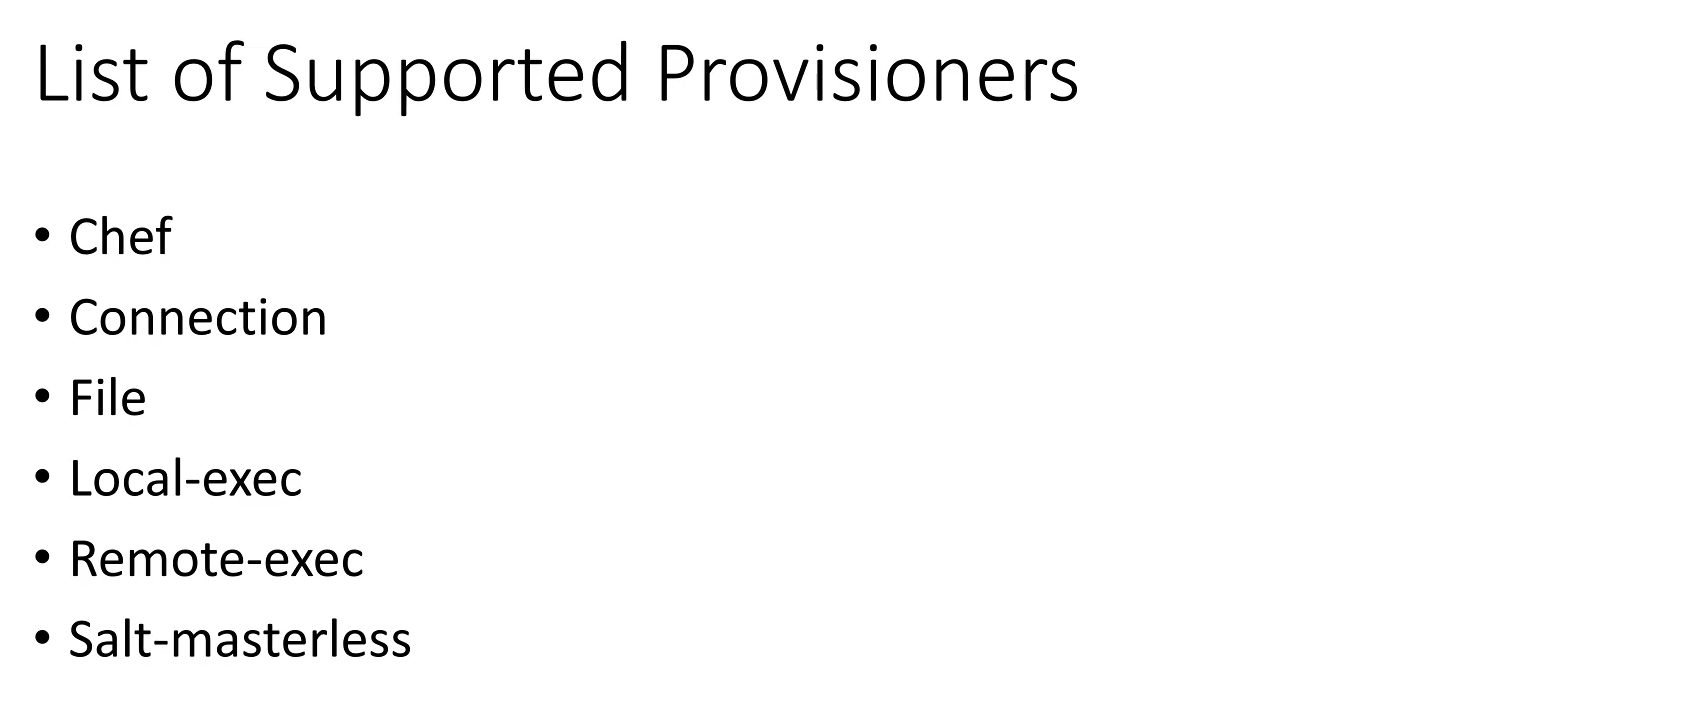 List of Supported Provisioners
• Chef
• Connection
• File
• Local-exec
• Remote-exec
• Salt-masterless